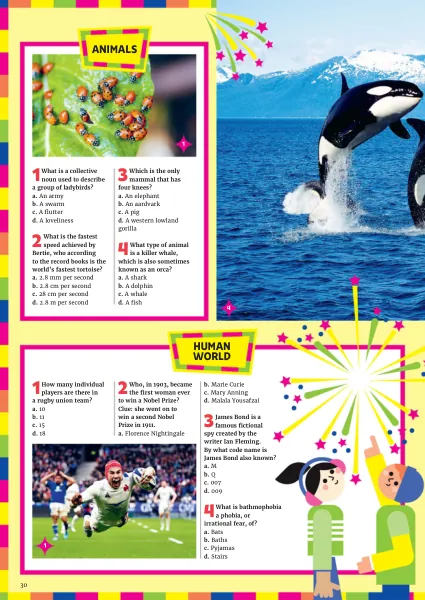 ANIMALS
1
1 What is a collective
noun used to describe
a group of ladybirds?
a. An army
b. A swarm
c. A flutter
d. A loveliness
2 What is the fastest
speed achieved by
Bertie, who according
to the record books is the
world's fastest tortoise?
a. 2.8 mm per second
b. 2.8 cm per second
c. 28 cm per second
d. 2.8 m per second
3 Which is the only
mammal that has
four knees?
a. An elephant
b. An aardvark
c. A pig
d. A western lowland
gorilla
4 What type of animal
is a killer whale,
which is also sometimes
known as an orca?
a. A shark
b. A dolphin
c. A whale
d. A fish
4
HUMAN
WORLD
1 How many individual
players are there in
a rugby union team?
a. 10
b. 11
c. 15
d. 18
2 Who, in 1903, became
the first woman ever
to win a Nobel Prize?
Clue: she went on to
win a second Nobel
Prize in 1911.
a. Florence Nightingale
b. Marie Curie
c. Mary Anning
d. Malala Yousafzai
3 James Bond is a
famous fictional
spy created by the
writer Ian Fleming.
By what code name is
James Bond also known?
a. M
b. Q
c. 007
d. 009
4 What is bathmophobia
a phobia, or
irrational fear, of?
a. Bats
b. Baths
c. Pyjamas
d. Stairs
1
30